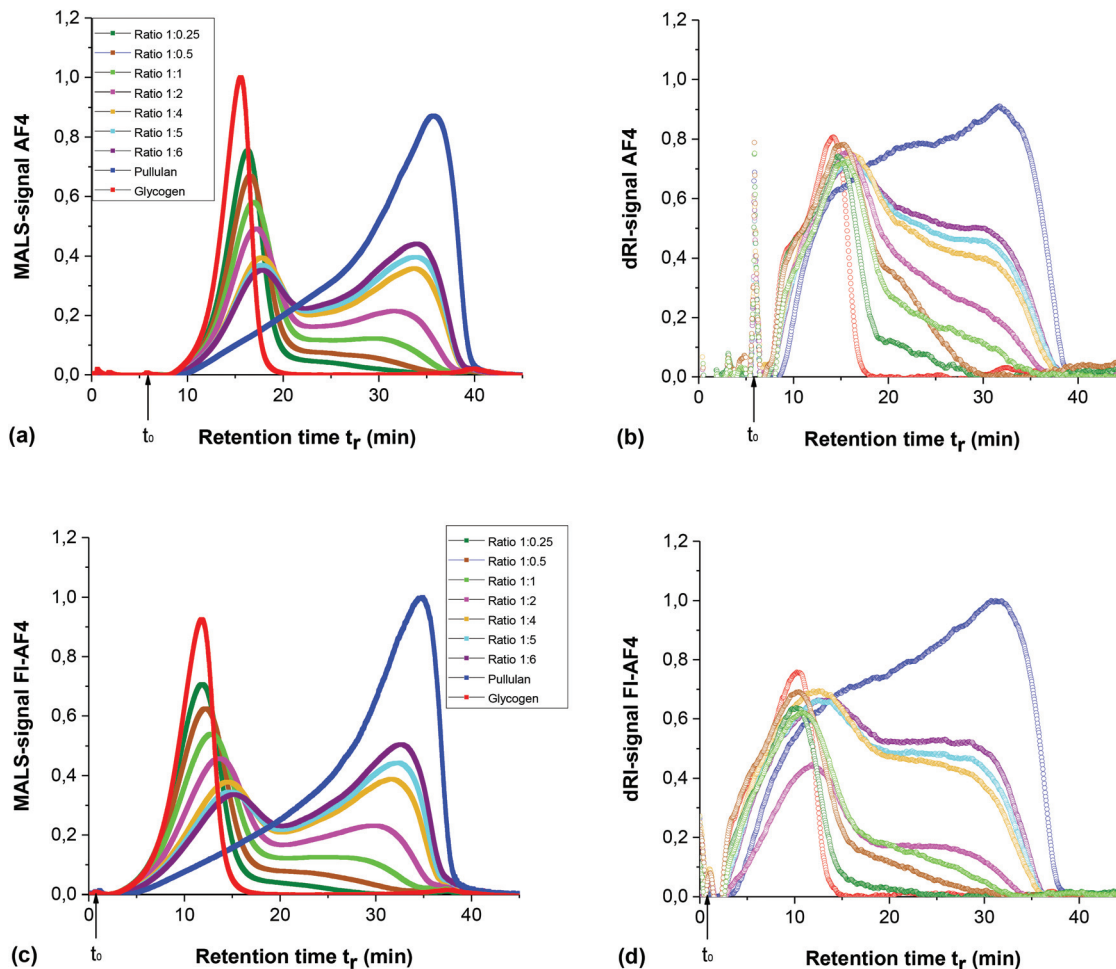 1,2
1,0
0,8
0,6
0,4
0,2
0,0
MALS-signal AF4
Ratio 1:0.25
Ratio 1:0.5
Ratio 1:1
Ratio 1:2
Ratio 1:4
Ratio 1:5
Ratio 1:6
Pullulan
Glycogen
0 10 20 30 40
t₀
Retention time tr (min)
(a)
1,2
1,0
0,8
0,6
0,4
0,2
0,0
dRI-signal AF4
0 10 20 30 40
t₀
Retention time tr (min)
(b)
1,2
1,0
0,8
0,6
0,4
0,2
0,0
MALS-signal FI-AF4
Ratio 1:0.25
Ratio 1:0.5
Ratio 1:1
Ratio 1:2
Ratio 1:4
Ratio 1:5
Ratio 1:6
Pullulan
Glycogen
0 10 20 30 40
t₀
Retention time tr (min)
(c)
1,2
1,0
0,8
0,6
0,4
0,2
0,0
dRI-signal FI-AF4
0 10 20 30 40
t₀
Retention time tr (min)
(d)